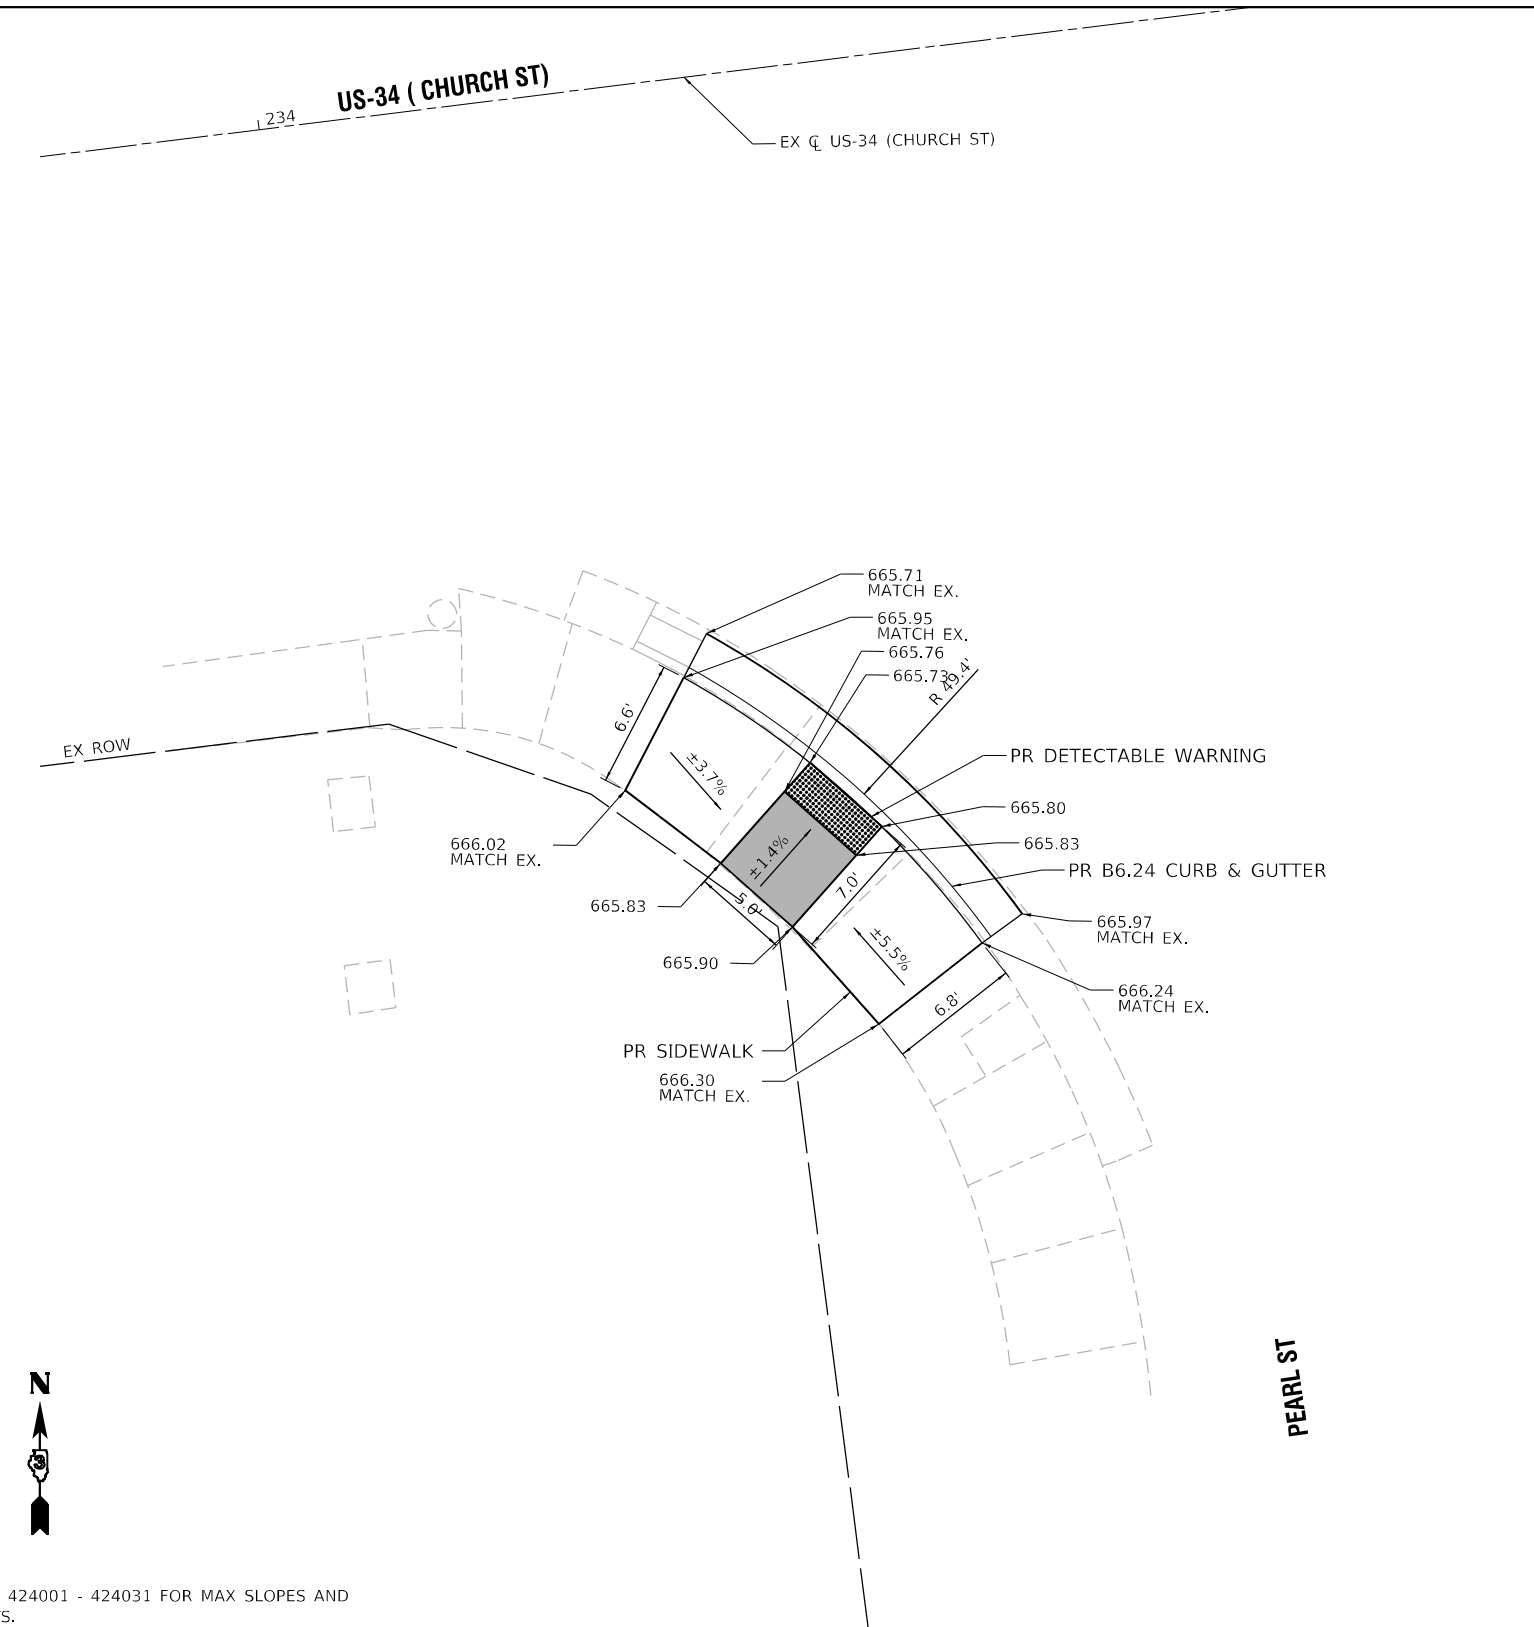 US-34 ( CHURCH ST)
234
EX ℄ US-34 (CHURCH ST)
665.71
MATCH EX.
665.95
MATCH EX.
665.76
665.73
R 49.4'
6.6'
EX ROW
±3.7%
PR DETECTABLE WARNING
665.80
666.02
MATCH EX.
665.83
±1.4%
PR B6.24 CURB & GUTTER
7.0'
5.0'
665.83
665.97
MATCH EX.
±5.5%
665.90
666.24
MATCH EX.
6.8'
PR SIDEWALK
666.30
MATCH EX.
PEARL ST
N
3
424001 - 424031 FOR MAX SLOPES AND
S.